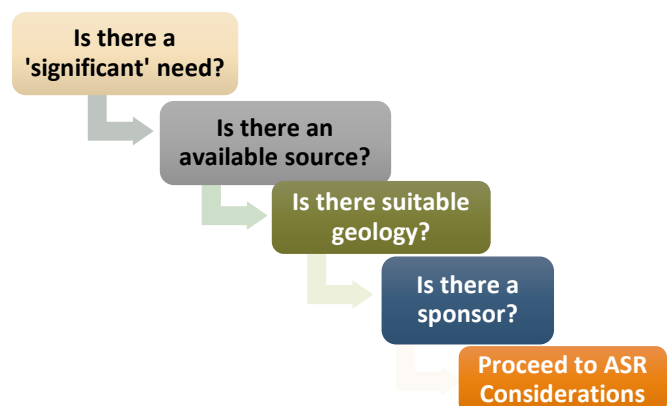 Is there a
'significant' need?
Is there an
available source?
Is there suitable
geology?
Is there a
sponsor?
Proceed to ASR
Considerations